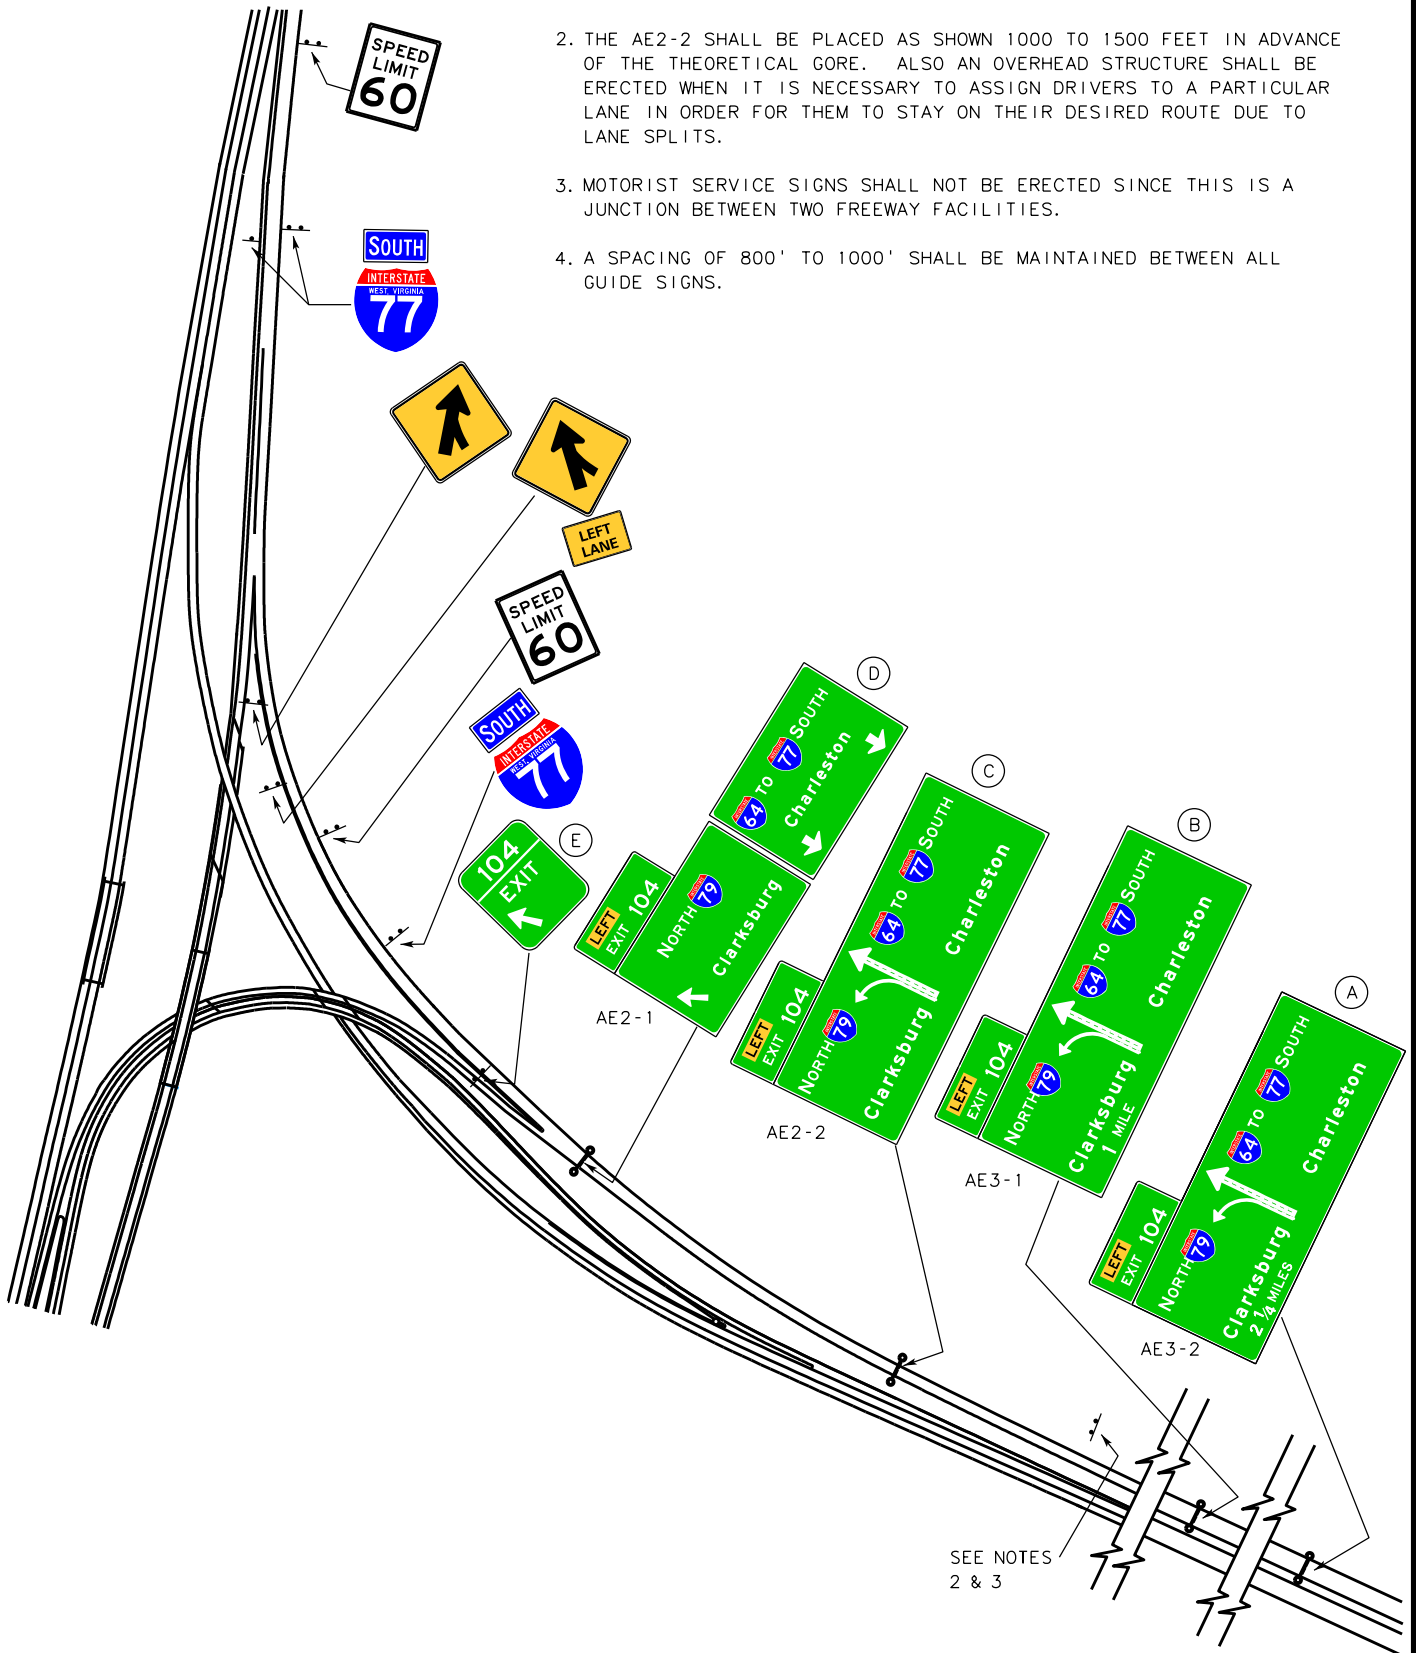 2. THE AE2-2 SHALL BE PLACED AS SHOWN 1000 TO 1500 FEET IN ADVANCE
OF THE THEORETICAL GORE. ALSO AN OVERHEAD STRUCTURE SHALL BE
ERECTED WHEN IT IS NECESSARY TO ASSIGN DRIVERS TO A PARTICULAR
LANE IN ORDER FOR THEM TO STAY ON THEIR DESIRED ROUTE DUE TO
LANE SPLITS.
3. MOTORIST SERVICE SIGNS SHALL NOT BE ERECTED SINCE THIS IS A
JUNCTION BETWEEN TWO FREEWAY FACILITIES.
4. A SPACING OF 800' TO 1000' SHALL BE MAINTAINED BETWEEN ALL
GUIDE SIGNS.
SPEED
LIMIT
60
SOUTH
INTERSTATE
WEST VIRGINIA
77
LEFT
LANE
SPEED
LIMIT
60
SOUTH
INTERSTATE
WEST VIRGINIA
77
E
104
EXIT
D
64 TO 77 SOUTH
Charleston
LEFT
EXIT 104
NORTH 79
Clarksburg
AE2-1
C
64 TO 77 SOUTH
Charleston
LEFT
EXIT 104
NORTH 79
Clarksburg
AE2-2
B
64 TO 77 SOUTH
Charleston
LEFT
EXIT 104
NORTH 79
Clarksburg
1 MILE
AE3-1
A
64 TO 77 SOUTH
Charleston
LEFT
EXIT 104
NORTH 79
Clarksburg
2 1/4 MILES
AE3-2
SEE NOTES
2 & 3